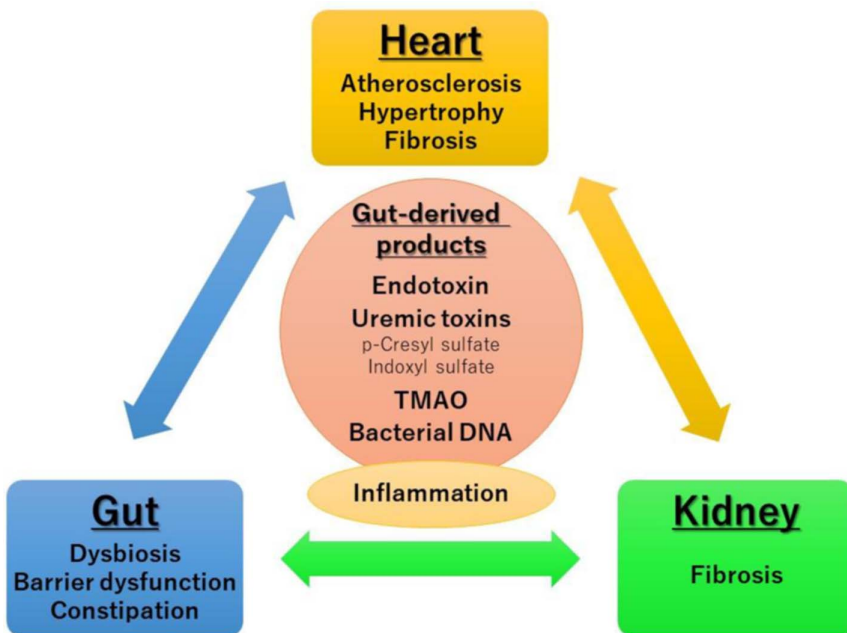 Heart
Atherosclerosis
Hypertrophy
Fibrosis
Gut-derived
products
Endotoxin
Uremic toxins
p-Cresyl sulfate
Indoxyl sulfate
TMAO
Bacterial DNA
Inflammation
Gut
Dysbiosis
Barrier dysfunction
Constipation
Kidney
Fibrosis